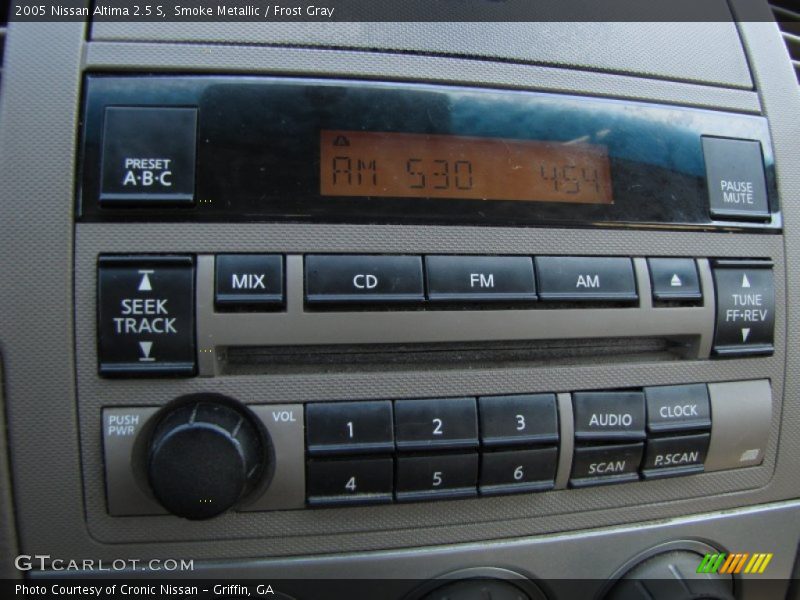 2005 Nissan Altima 2.5 S, Smoke Metallic / Frost Gray
PRESET
A·B·C
AM 530 454
PAUSE
MUTE
SEEK
TRACK
MIX
CD
FM
AM
TUNE
FF·REV
PUSH
PWR
VOL
1
2
3
AUDIO
CLOCK
4
5
6
SCAN
P.SCAN
GTCARLOT.COM
Photo Courtesy of Cronic Nissan - Griffin, GA